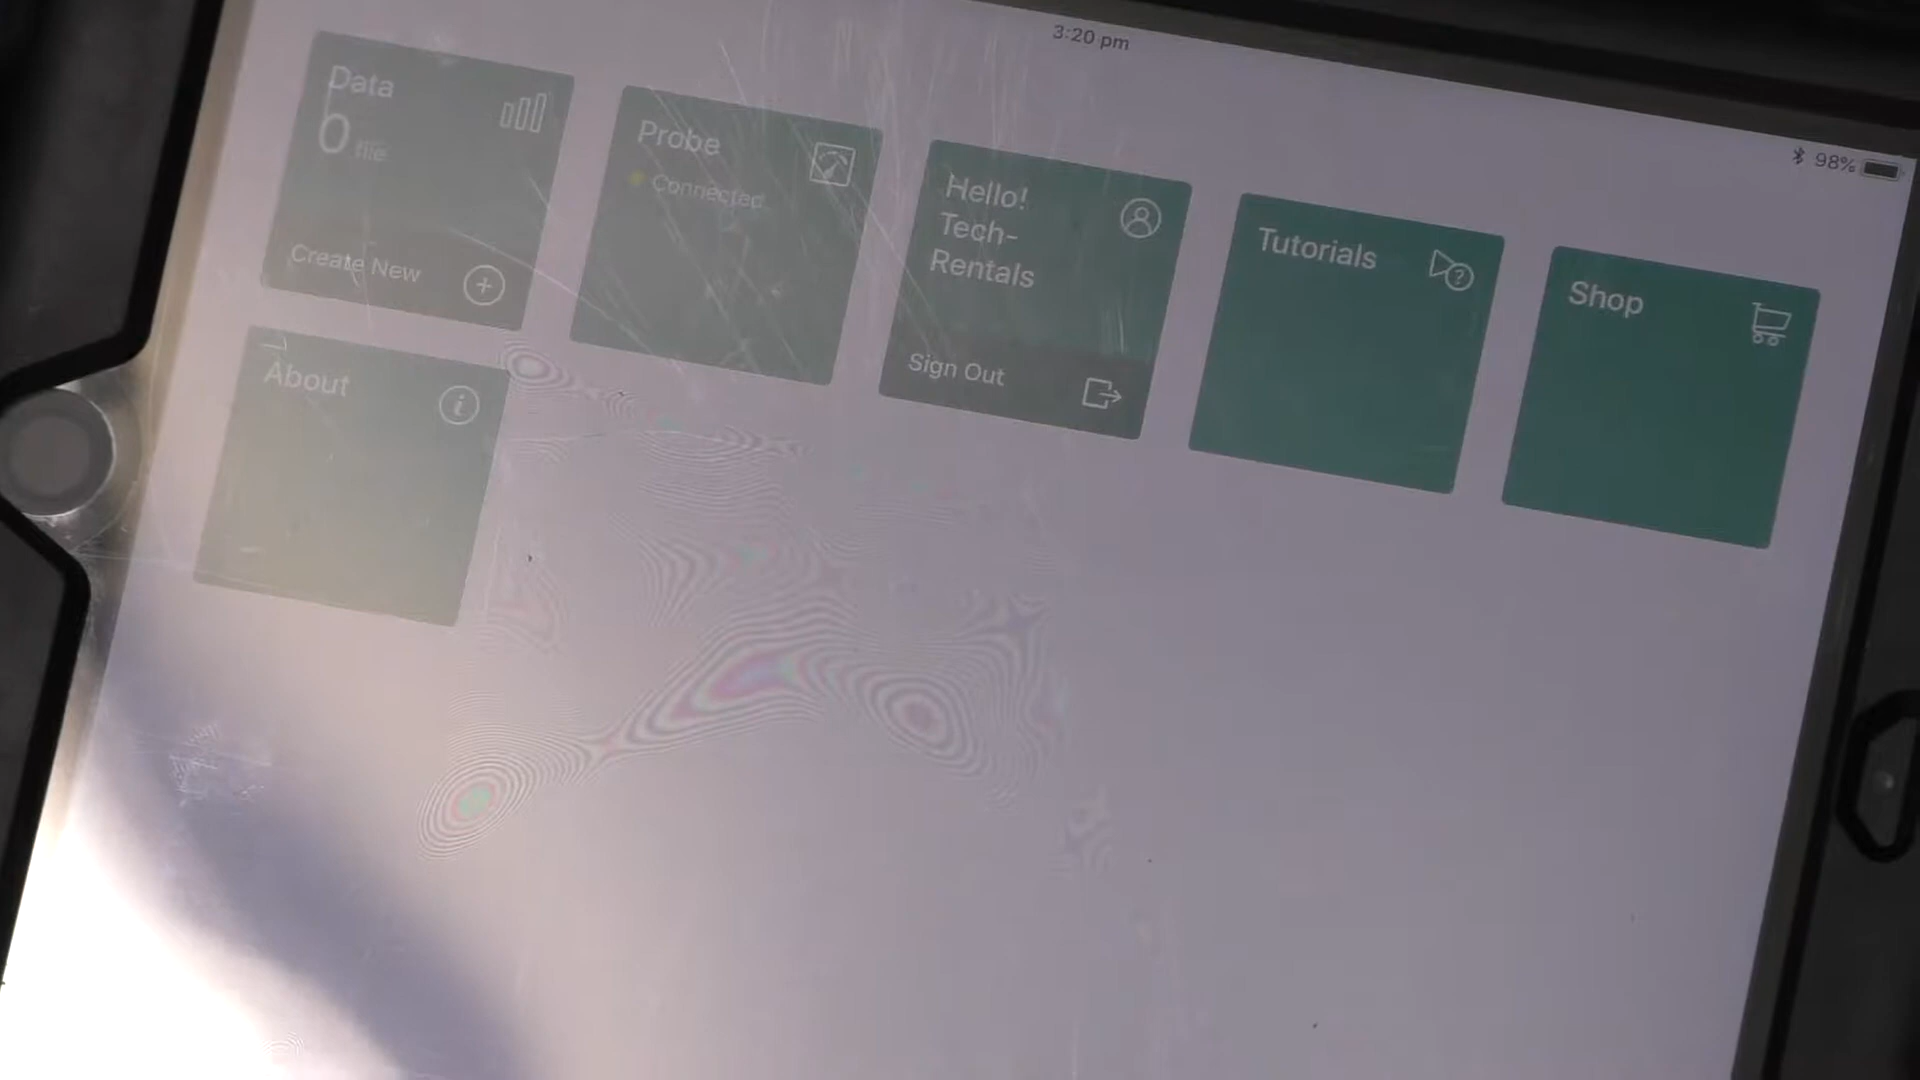 3:20 pm
98%
Data
0 file
Create New
Probe
Connected
Hello!
Tech-
Rentals
Sign Out
Tutorials
?
Shop
About
i